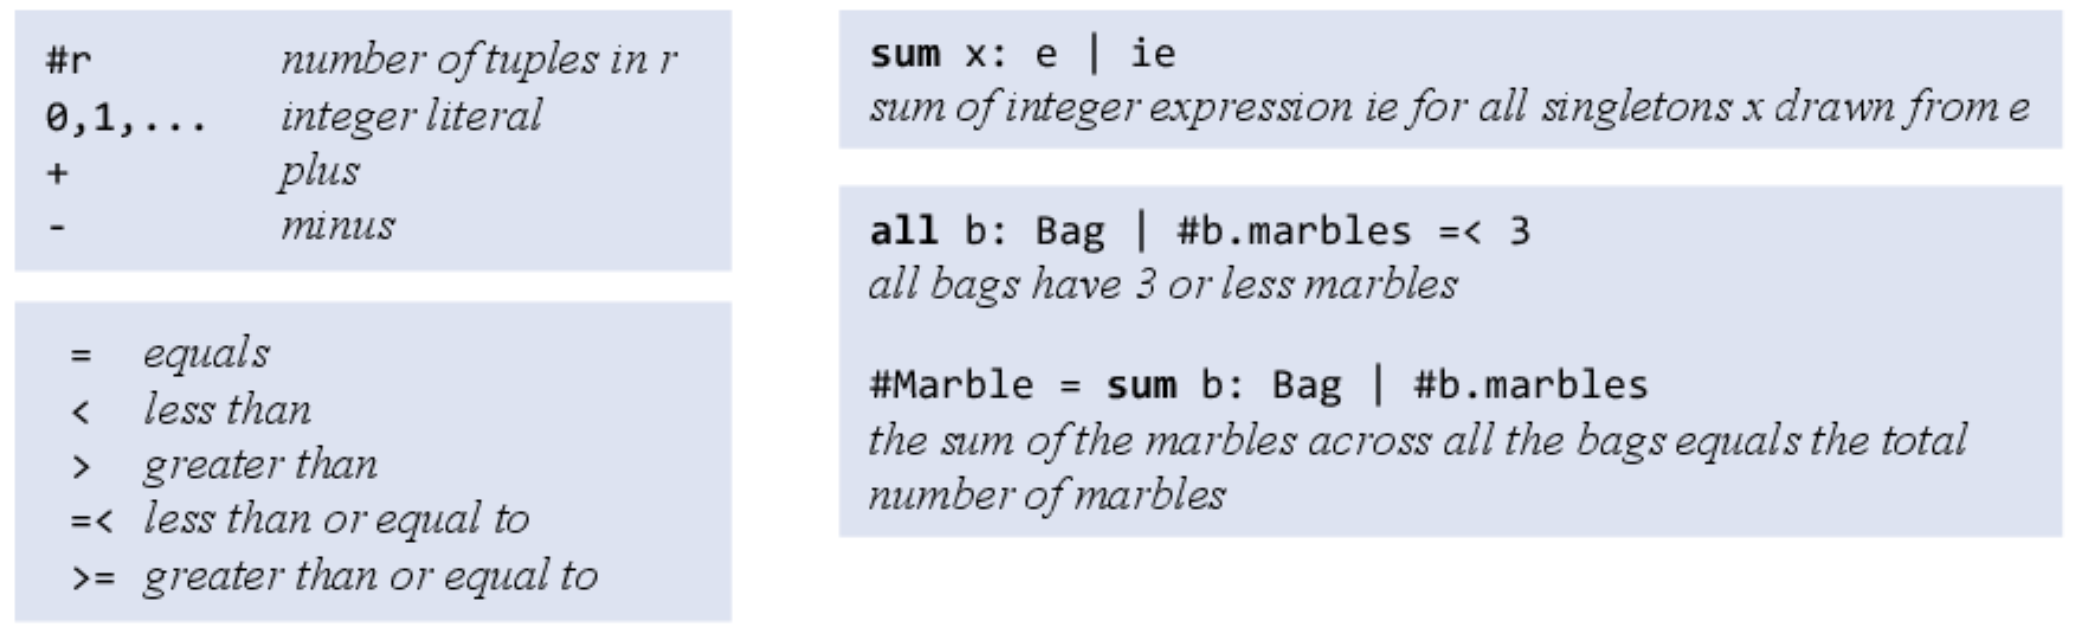 #r number of tuples in r
0,1,... integer literal
+ plus
- minus
= equals
< less than
> greater than
=< less than or equal to
>= greater than or equal to
sum x: e | ie
sum of integer expression ie for all singletons x drawn from e
all b: Bag | #b.marbles =< 3
all bags have 3 or less marbles
#Marble = sum b: Bag | #b.marbles
the sum of the marbles across all the bags equals the total
number of marbles